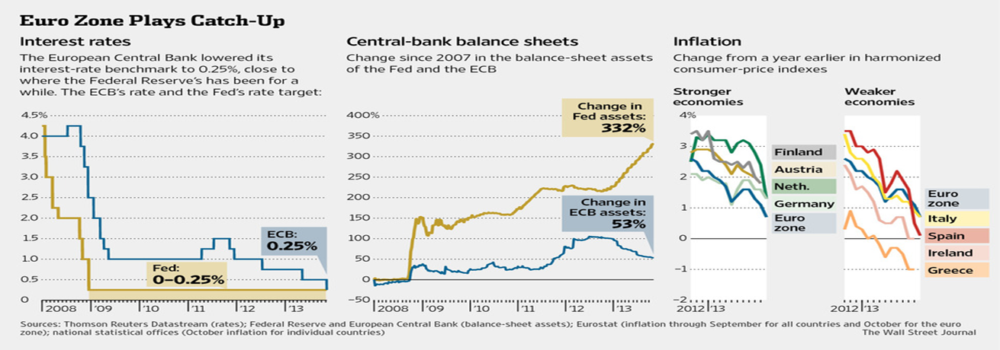 Euro Zone Plays Catch-Up
Interest rates
The European Central Bank lowered its
interest-rate benchmark to 0.25%, close to
where the Federal Reserve's has been for a
while. The ECB's rate and the Fed's rate target:
4.5%
4.0
3.5
3.0
2.5
2.0
1.5
1.0
0.5
0
ECB:
0.25%
Fed:
0–0.25%
2008 '09 '10 '11 '12 '13
Central-bank balance sheets
Change since 2007 in the balance-sheet assets
of the Fed and the ECB
400%
350
300
250
200
150
100
50
0
−50
Change in
Fed assets:
332%
Change in
ECB assets:
53%
2008 '09 '10 '11 '12 '13
Inflation
Change from a year earlier in harmonized
consumer-price indexes
Stronger
economies
4%
3
2
1
0
−1
−2
Finland
Austria
Neth.
Germany
Euro
zone
2012 '13
Weaker
economies
Euro
zone
Italy
Spain
Ireland
Greece
2012 '13
Sources: Thomson Reuters Datastream (rates); Federal Reserve and European Central Bank (balance-sheet assets); Eurostat (inflation through September for all countries and October for the euro
zone); national statistical offices (October inflation for individual countries)
The Wall Street Journal